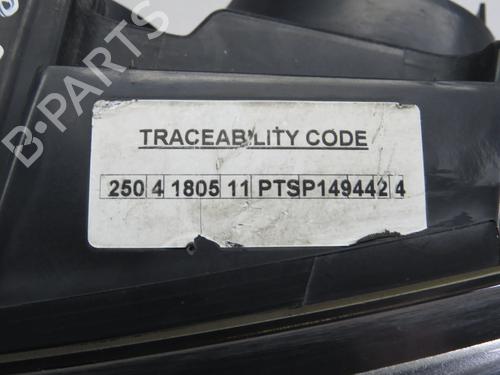 B-PARTS
TRACEABILITY CODE
250 4 1805 11 PTSP149442 4